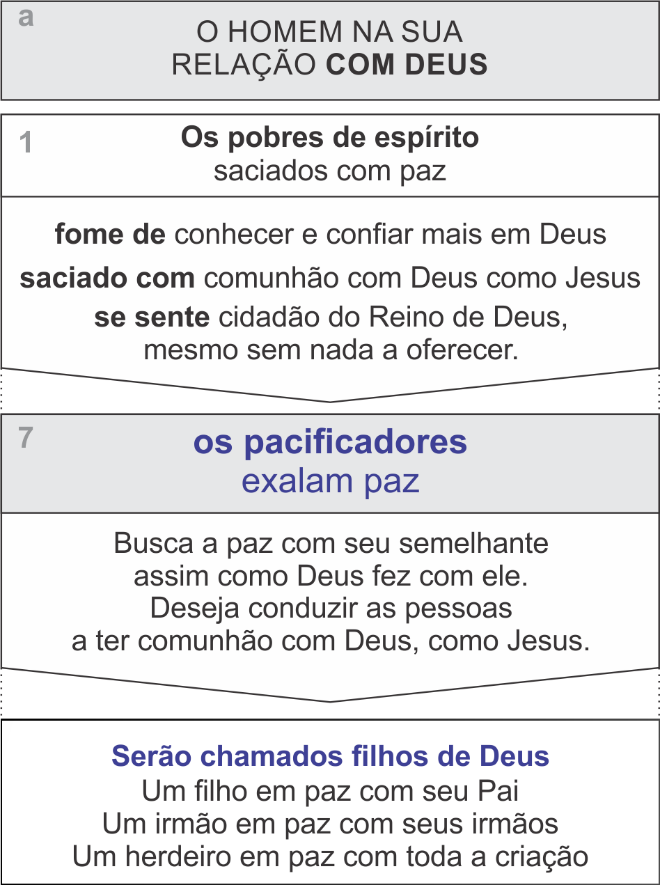 a
O HOMEM NA SUA
RELAÇÃO COM DEUS
1
Os pobres de espírito
saciados com paz
fome de conhecer e confiar mais em Deus
saciado com comunhão com Deus como Jesus
se sente cidadão do Reino de Deus,
mesmo sem nada a oferecer.
7
os pacificadores
exalam paz
Busca a paz com seu semelhante
assim como Deus fez com ele.
Deseja conduzir as pessoas
a ter comunhão com Deus, como Jesus.
Serão chamados filhos de Deus
Um filho em paz com seu Pai
Um irmão em paz com seus irmãos
Um herdeiro em paz com toda a criação